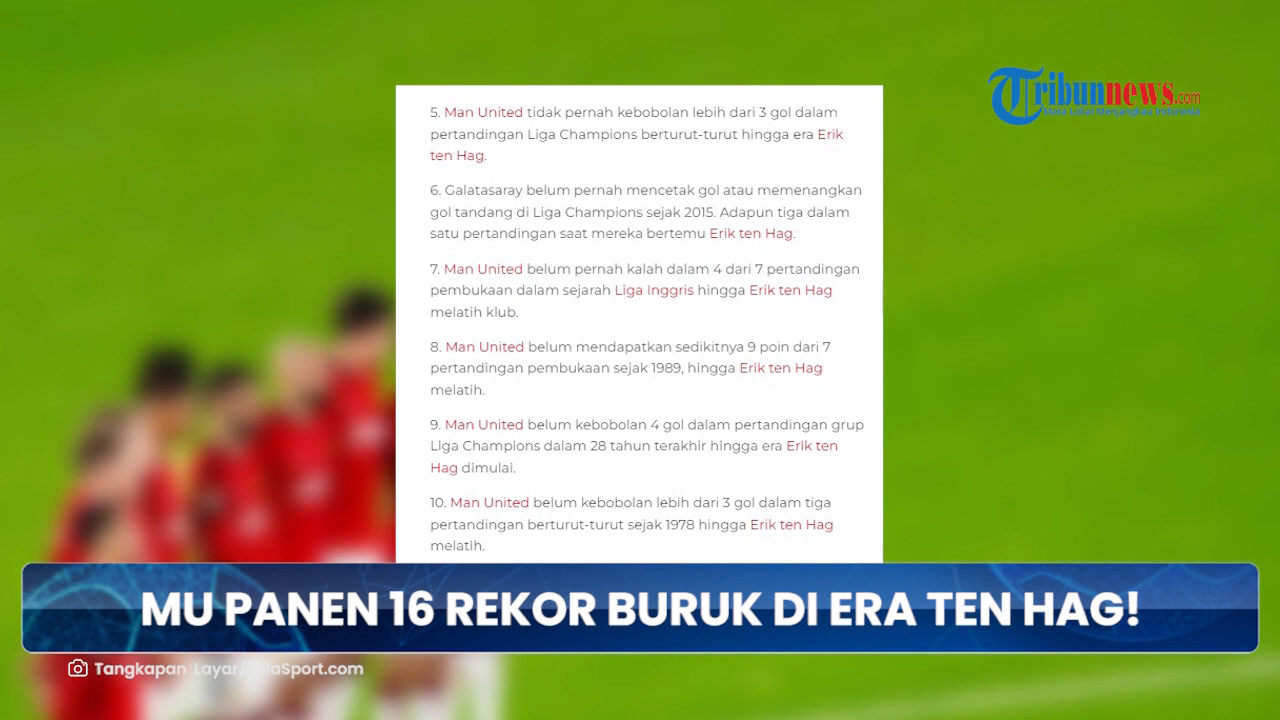 Tribunnews.com
Mata Lokal Menjangkau Indonesia
5. Man United tidak pernah kebobolan lebih dari 3 gol dalam
pertandingan Liga Champions berturut-turut hingga era Erik
ten Hag.
6. Galatasaray belum pernah mencetak gol atau memenangkan
gol tandang di Liga Champions sejak 2015. Adapun tiga dalam
satu pertandingan saat mereka bertemu Erik ten Hag.
7. Man United belum pernah kalah dalam 4 dari 7 pertandingan
pembukaan dalam sejarah Liga Inggris hingga Erik ten Hag
melatih klub.
8. Man United belum mendapatkan sedikitnya 9 poin dari 7
pertandingan pembukaan sejak 1989, hingga Erik ten Hag
melatih.
9. Man United belum kebobolan 4 gol dalam pertandingan grup
Liga Champions dalam 28 tahun terakhir hingga era Erik ten
Hag dimulai.
10. Man United belum kebobolan lebih dari 3 gol dalam tiga
pertandingan berturut-turut sejak 1978 hingga Erik ten Hag
melatih.
MU PANEN 16 REKOR BURUK DI ERA TEN HAG!
Tangkapan Layar/